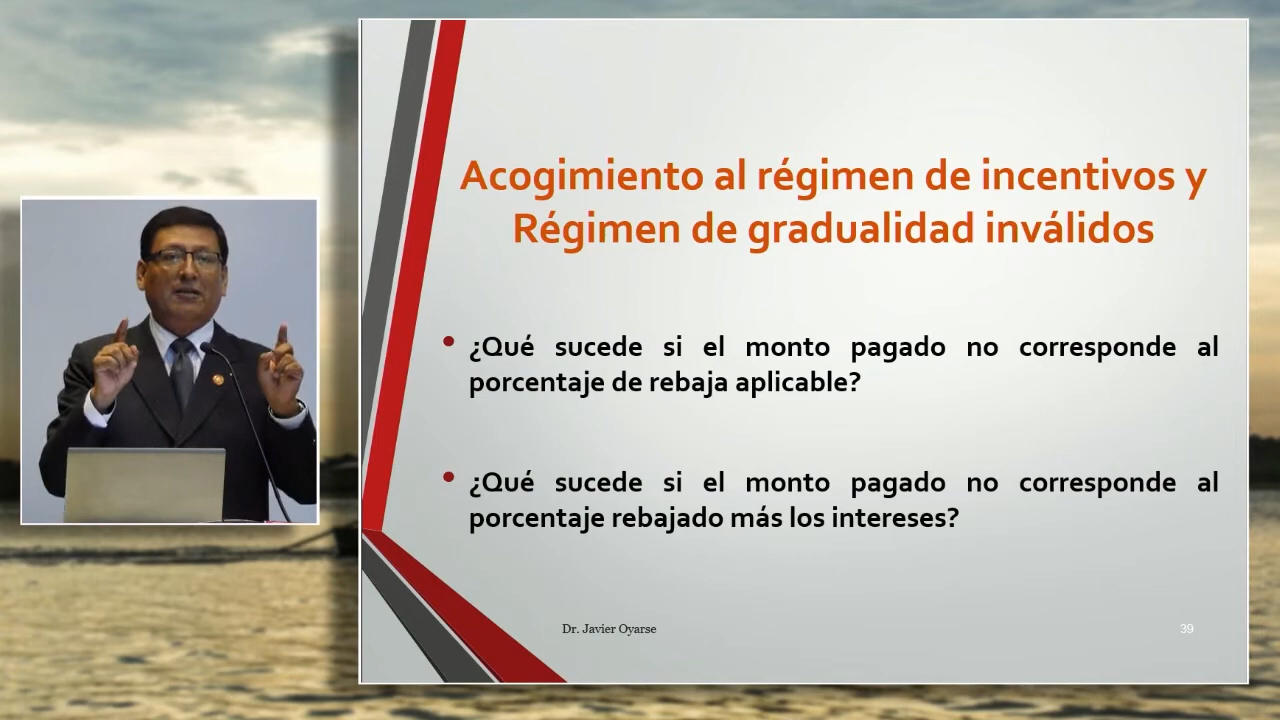 Acogimiento al régimen de incentivos y
Régimen de gradualidad inválidos
• ¿Qué sucede si el monto pagado no corresponde al
porcentaje de rebaja aplicable?
• ¿Qué sucede si el monto pagado no corresponde al
porcentaje rebajado más los intereses?
Dr. Javier Oyarse
39